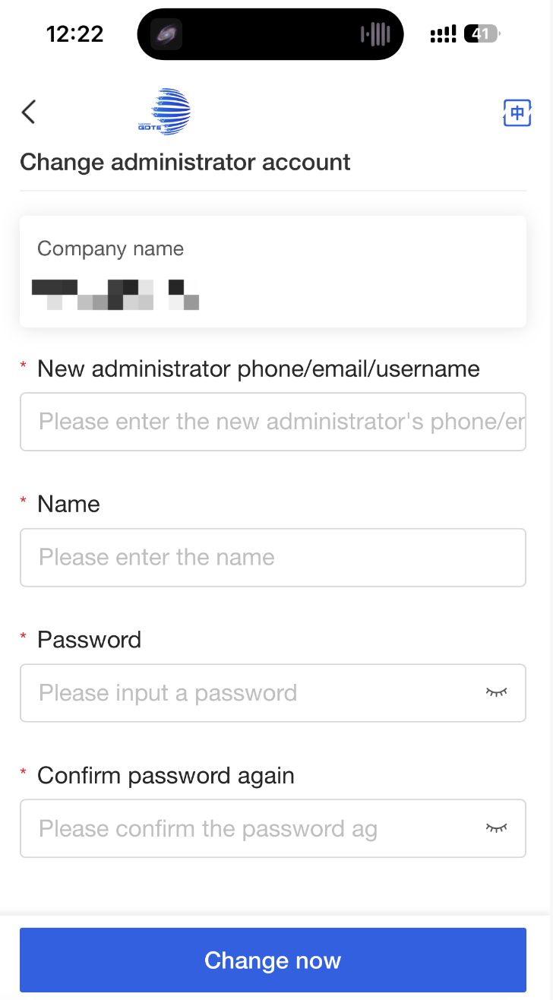 12:22
41
GDTE
中
Change administrator account
Company name
* New administrator phone/email/username
Please enter the new administrator's phone/er
* Name
Please enter the name
* Password
Please input a password
* Confirm password again
Please confirm the password ag
Change now